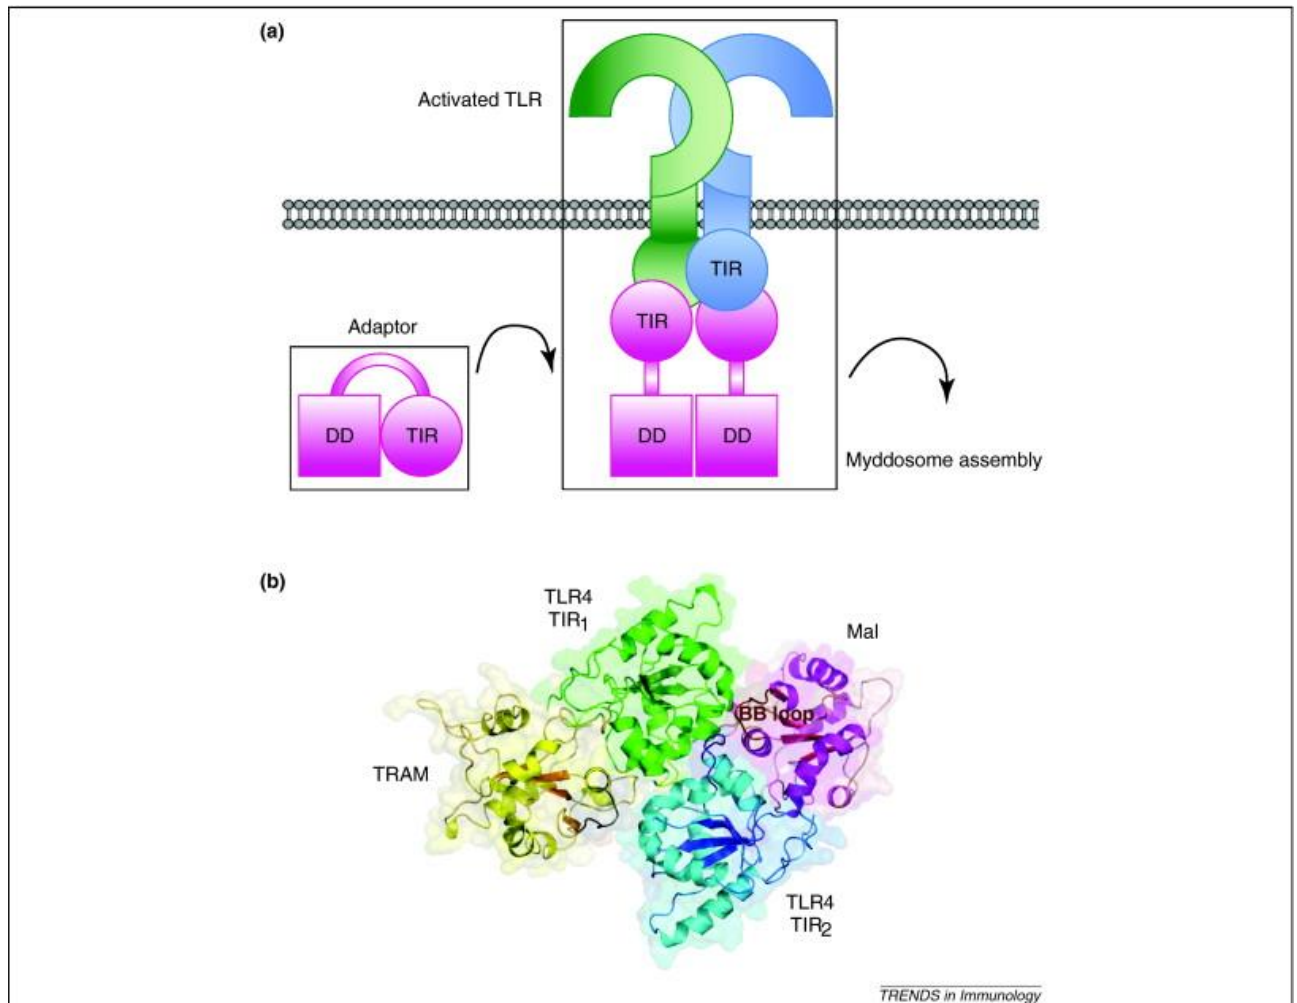 (a)
Activated TLR
TIR
TIR
Adaptor
DD
TIR
DD
DD
Myddosome assembly
(b)
TLR4
TIR1
Mal
BB loop
TRAM
TLR4
TIR2
TRENDS in Immunology